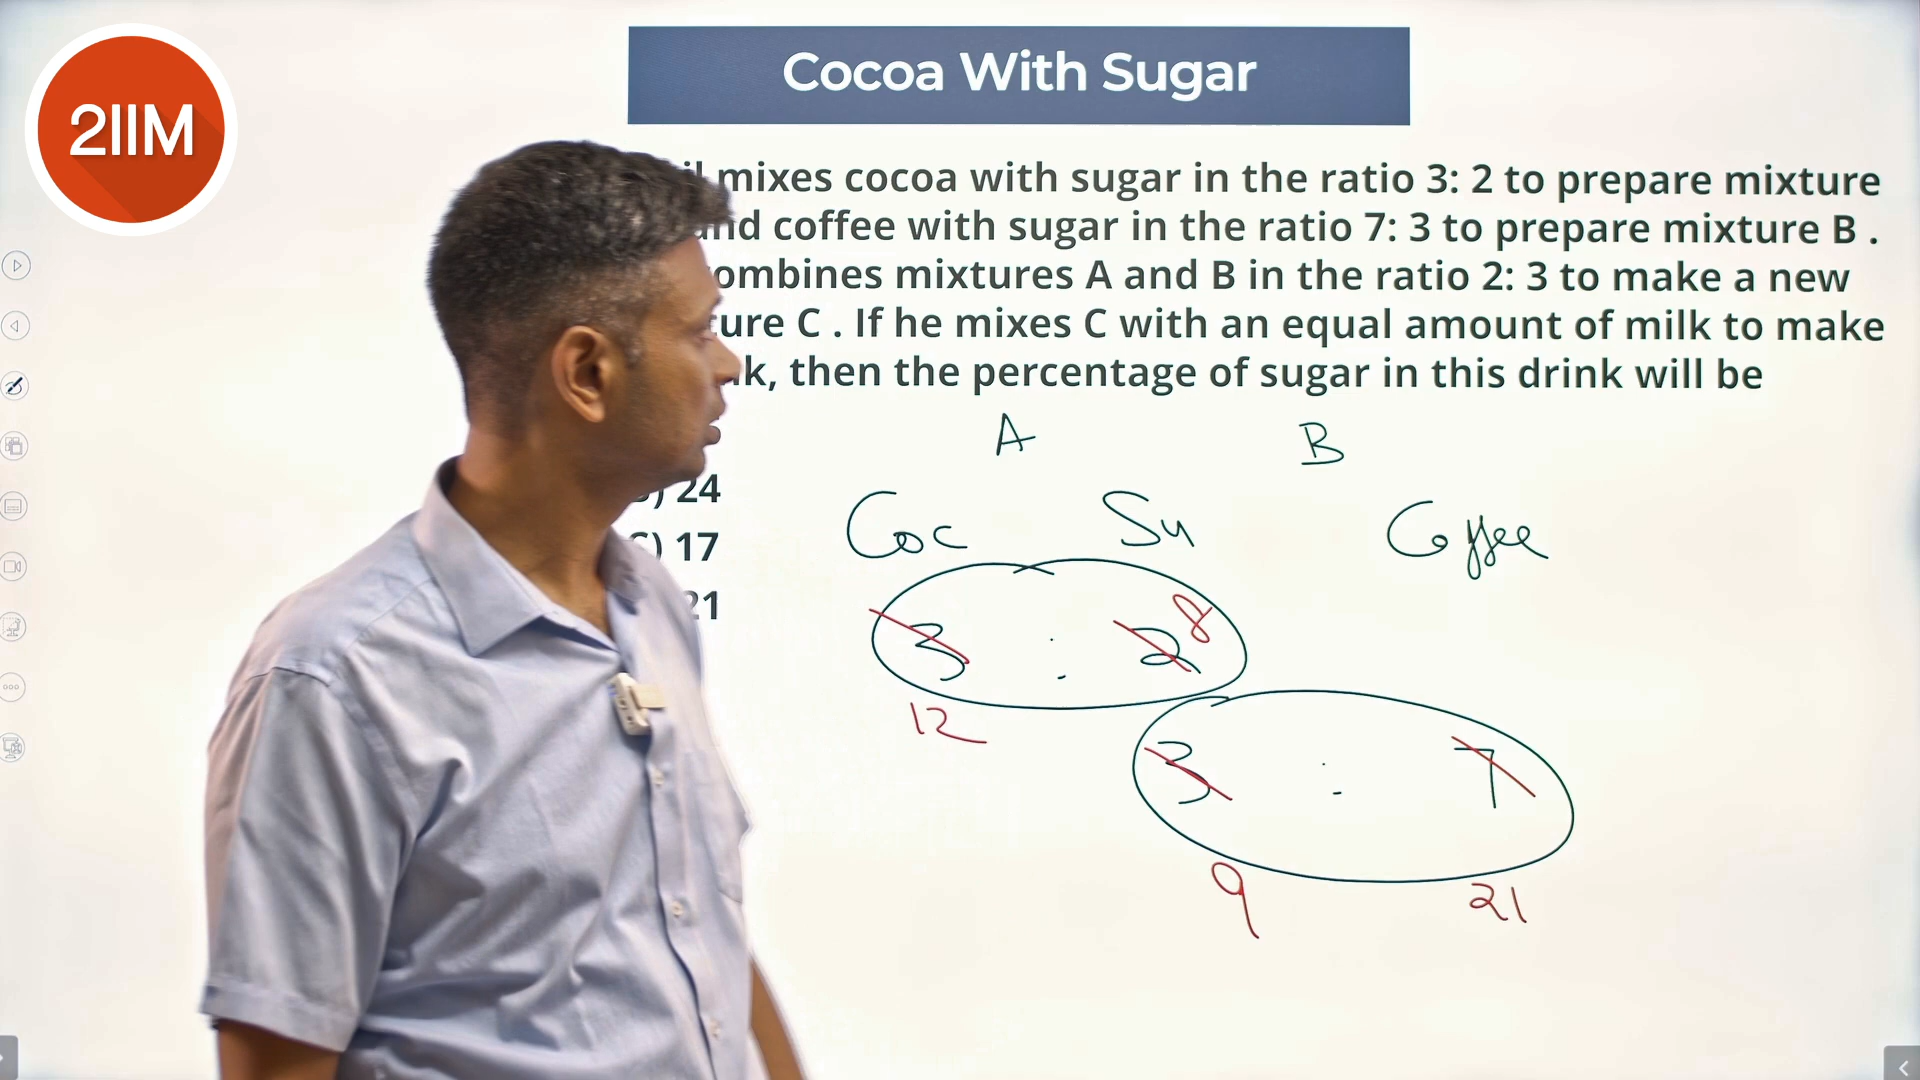 2IIM
Cocoa With Sugar
mixes cocoa with sugar in the ratio 3: 2 to prepare mixture
and coffee with sugar in the ratio 7: 3 to prepare mixture B .
ombines mixtures A and B in the ratio 2: 3 to make a new
ture C . If he mixes C with an equal amount of milk to make
k, then the percentage of sugar in this drink will be
A B
) 24
Coc Su Coffee
C) 17
21
3 : 2 8
12
3 : 7
9 21